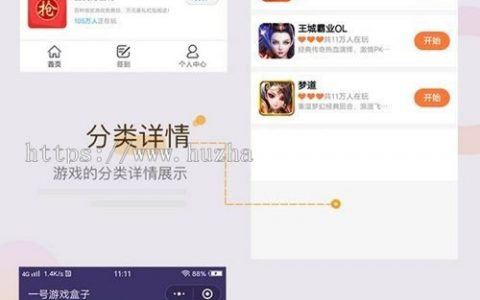 抢
105万人在玩
首页
签到
个人中心
王城霸业OL
共11万人在玩
经典传奇热血演绎,激情PK...
开始
梦道
共11万人在玩
重温梦幻经典回合,浪漫飞...
开始
分类详情
https://www.huzha
游戏的分类详情展示
4G 1.4K/s
11:11
88%
一号游戏盒子